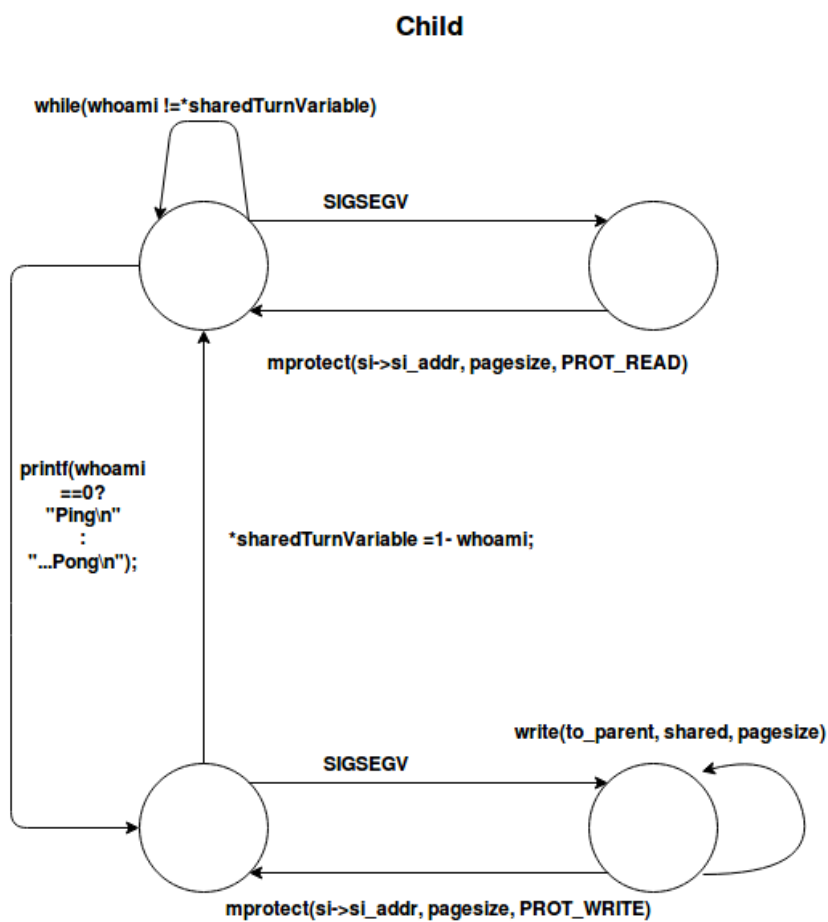 Child
while(whoami !=*sharedTurnVariable)
SIGSEGV
mprotect(si->si_addr, pagesize, PROT_READ)
printf(whoami
==0?
"Ping\n"
:
"...Pong\n");
*sharedTurnVariable =1- whoami;
write(to_parent, shared, pagesize)
SIGSEGV
mprotect(si->si_addr, pagesize, PROT_WRITE)